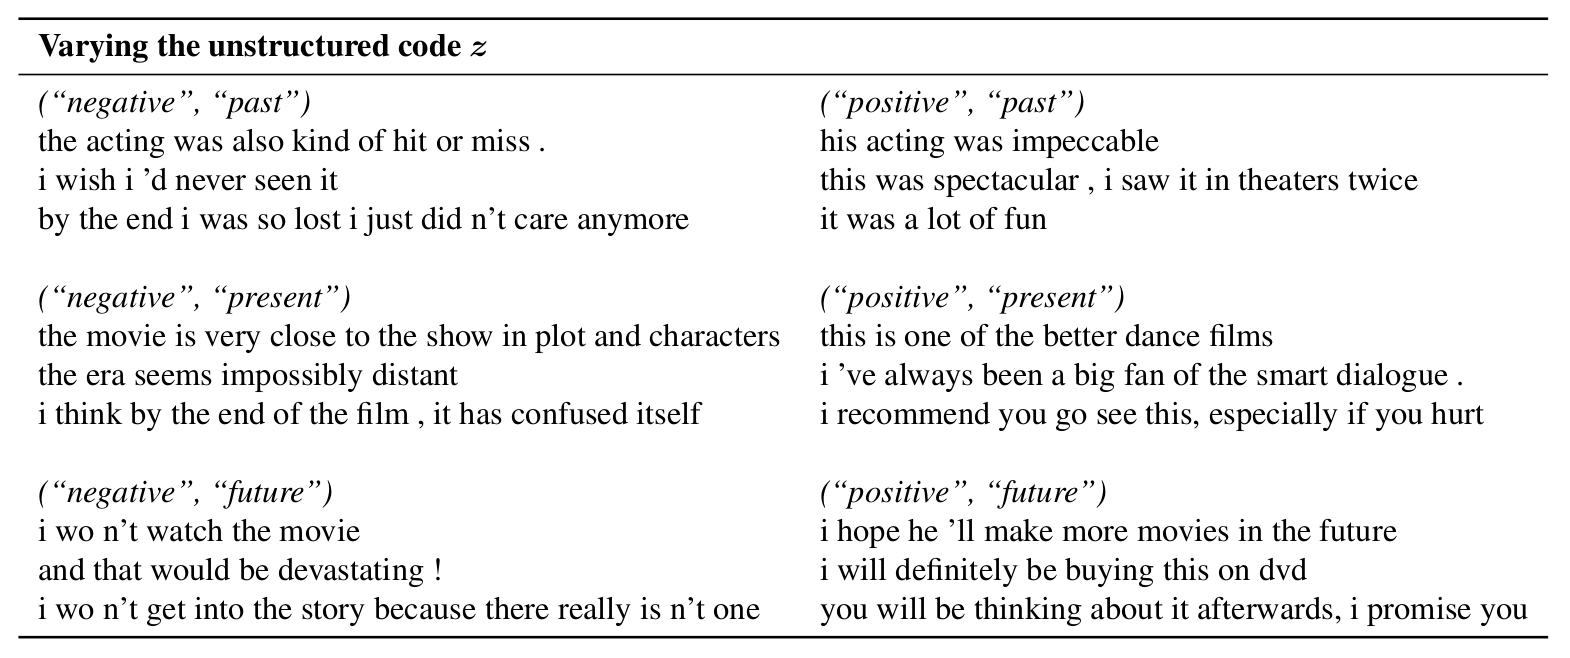 Varying the unstructured code z
(“negative”, “past”)
the acting was also kind of hit or miss .
i wish i ’d never seen it
by the end i was so lost i just did n’t care anymore
(“positive”, “past”)
his acting was impeccable
this was spectacular , i saw it in theaters twice
it was a lot of fun
(“negative”, “present”)
the movie is very close to the show in plot and characters
the era seems impossibly distant
i think by the end of the film , it has confused itself
(“positive”, “present”)
this is one of the better dance films
i ’ve always been a big fan of the smart dialogue .
i recommend you go see this, especially if you hurt
(“negative”, “future”)
i wo n’t watch the movie
and that would be devastating !
i wo n’t get into the story because there really is n’t one
(“positive”, “future”)
i hope he ’ll make more movies in the future
i will definitely be buying this on dvd
you will be thinking about it afterwards, i promise you